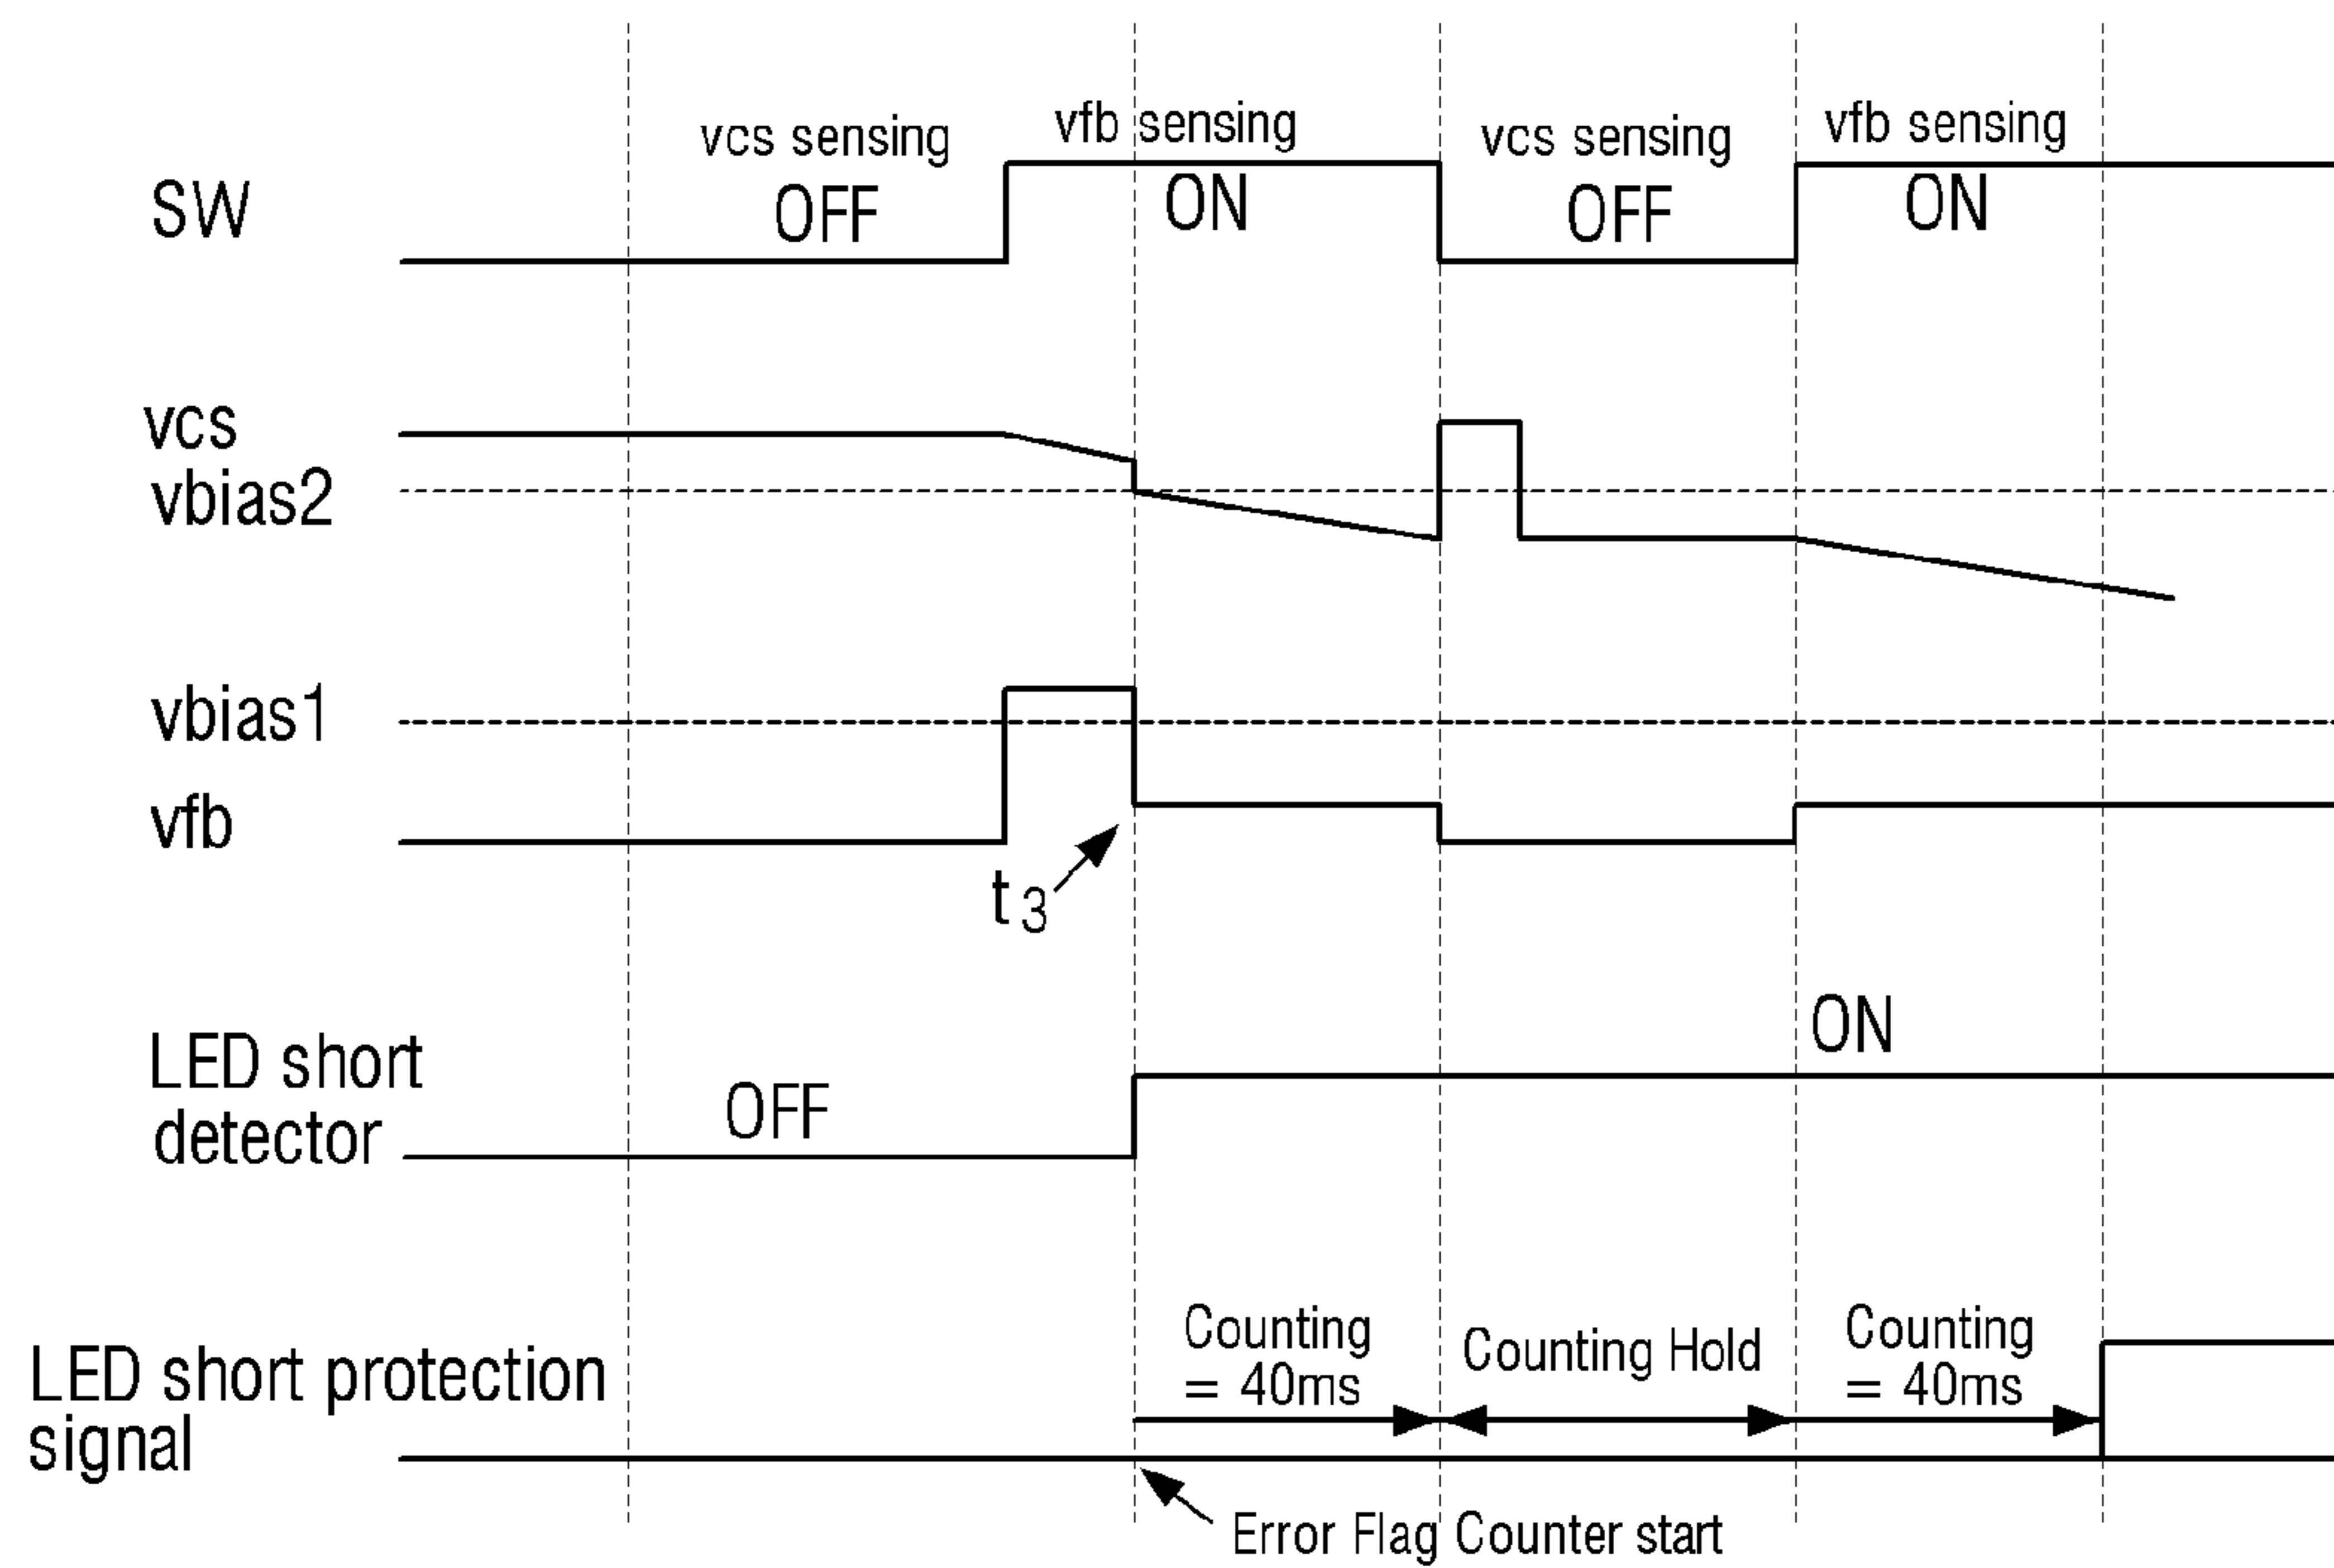 vcs sensing
vfb sensing
vcs sensing
vfb sensing
SW
OFF
ON
OFF
ON
vcs
vbias2
vbias1
vfb
t3
ON
LED short
detector
OFF
Counting
= 40ms
Counting Hold
Counting
= 40ms
LED short protection
signal
Error Flag Counter start